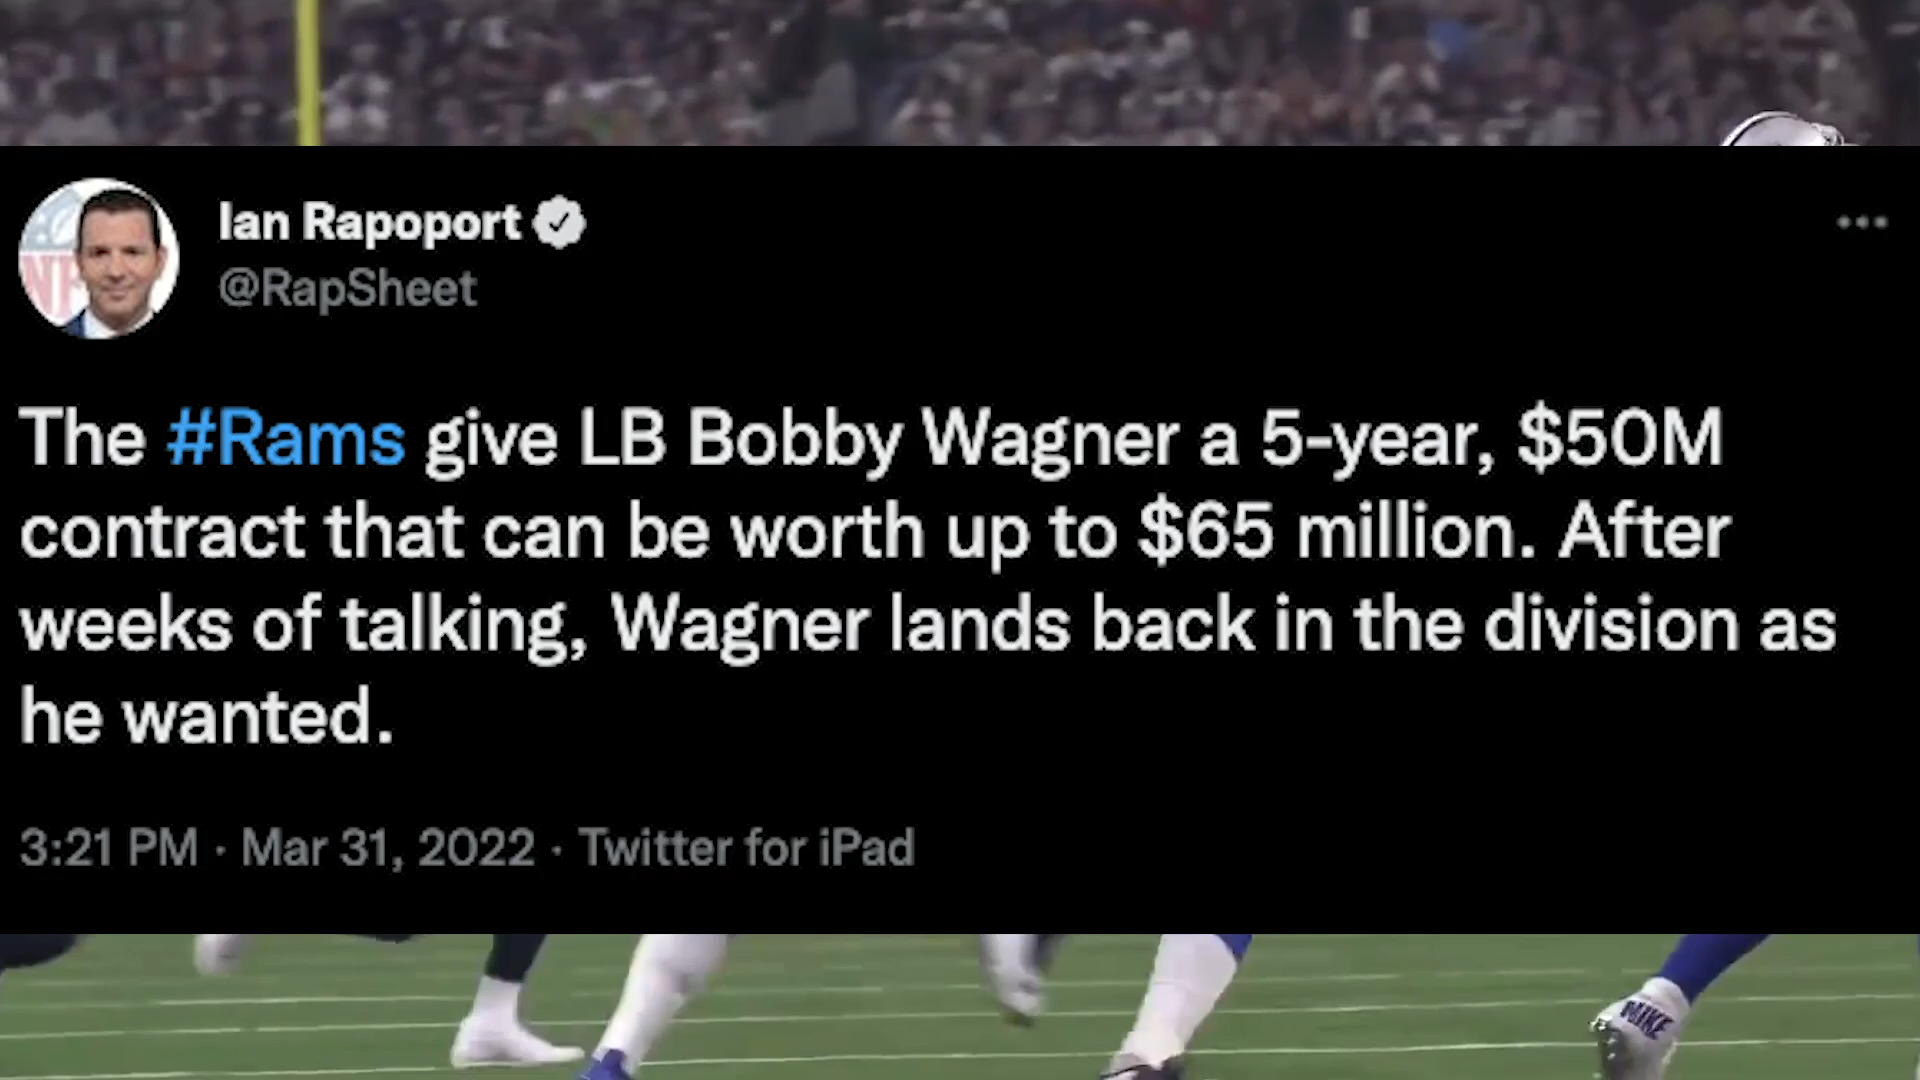 Ian Rapoport
@RapSheet
The #Rams give LB Bobby Wagner a 5-year, $50M
contract that can be worth up to $65 million. After
weeks of talking, Wagner lands back in the division as
he wanted.
3:21 PM · Mar 31, 2022 · Twitter for iPad
NIKE